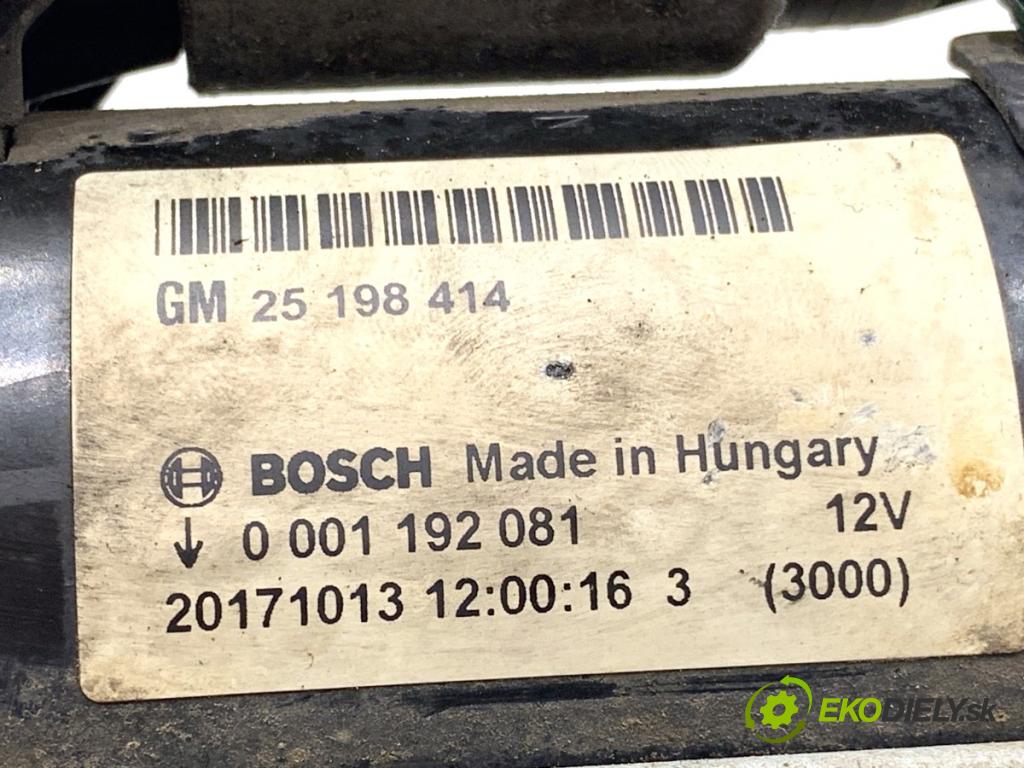 GM 25 198 414
BOSCH Made in Hungary
↓ 0 001 192 081 12V
20171013 12:00:16 3 (3000)
EKODIELY.sk